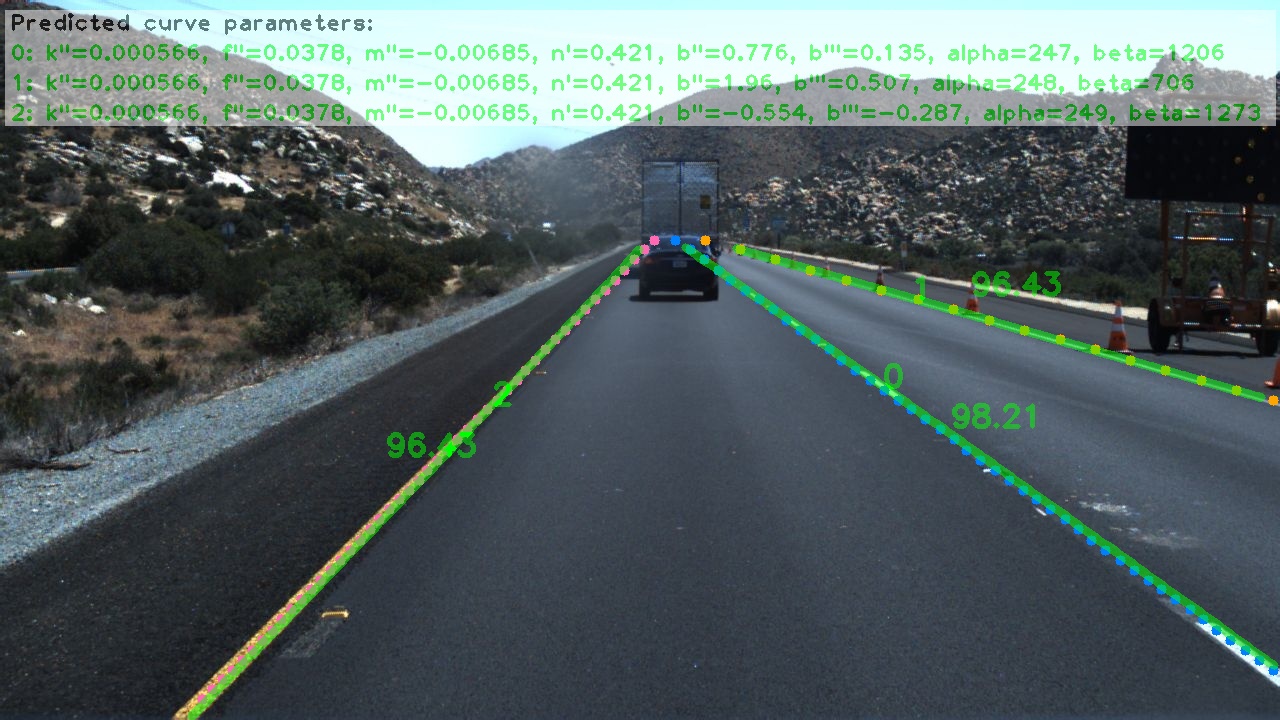 Predicted curve parameters:
0: k''=0.000566, f''=0.0378, m''=-0.00685, n'=0.421, b''=0.776, b'''=0.135, alpha=247, beta=1206
1: k''=0.000566, f''=0.0378, m''=-0.00685, n'=0.421, b''=1.96, b'''=0.507, alpha=248, beta=706
2: k''=0.000566, f''=0.0378, m''=-0.00685, n'=0.421, b''=-0.554, b'''=-0.287, alpha=249, beta=1273
1 96.43
0
2
98.21
96.43